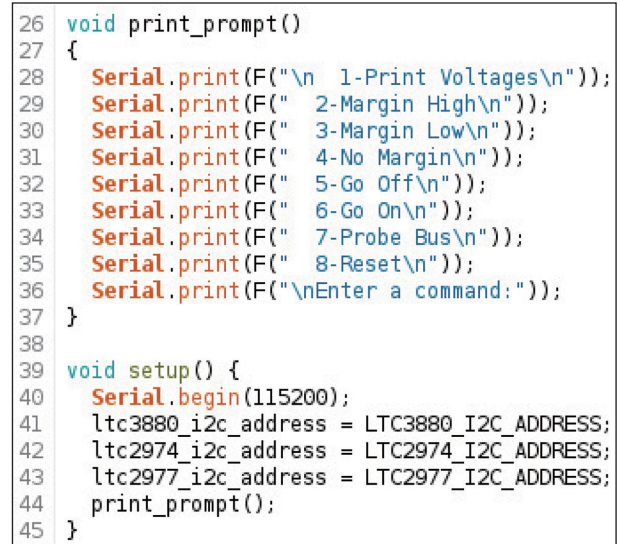 26 void print_prompt()
27 {
28   Serial.print(F("\n  1-Print Voltages\n"));
29   Serial.print(F("  2-Margin High\n"));
30   Serial.print(F("  3-Margin Low\n"));
31   Serial.print(F("  4-No Margin\n"));
32   Serial.print(F("  5-Go Off\n"));
33   Serial.print(F("  6-Go On\n"));
34   Serial.print(F("  7-Probe Bus\n"));
35   Serial.print(F("  8-Reset\n"));
36   Serial.print(F("\nEnter a command:"));
37 }
38
39 void setup() {
40   Serial.begin(115200);
41   ltc3880_i2c_address = LTC3880_I2C_ADDRESS;
42   ltc2974_i2c_address = LTC2974_I2C_ADDRESS;
43   ltc2977_i2c_address = LTC2977_I2C_ADDRESS;
44   print_prompt();
45 }